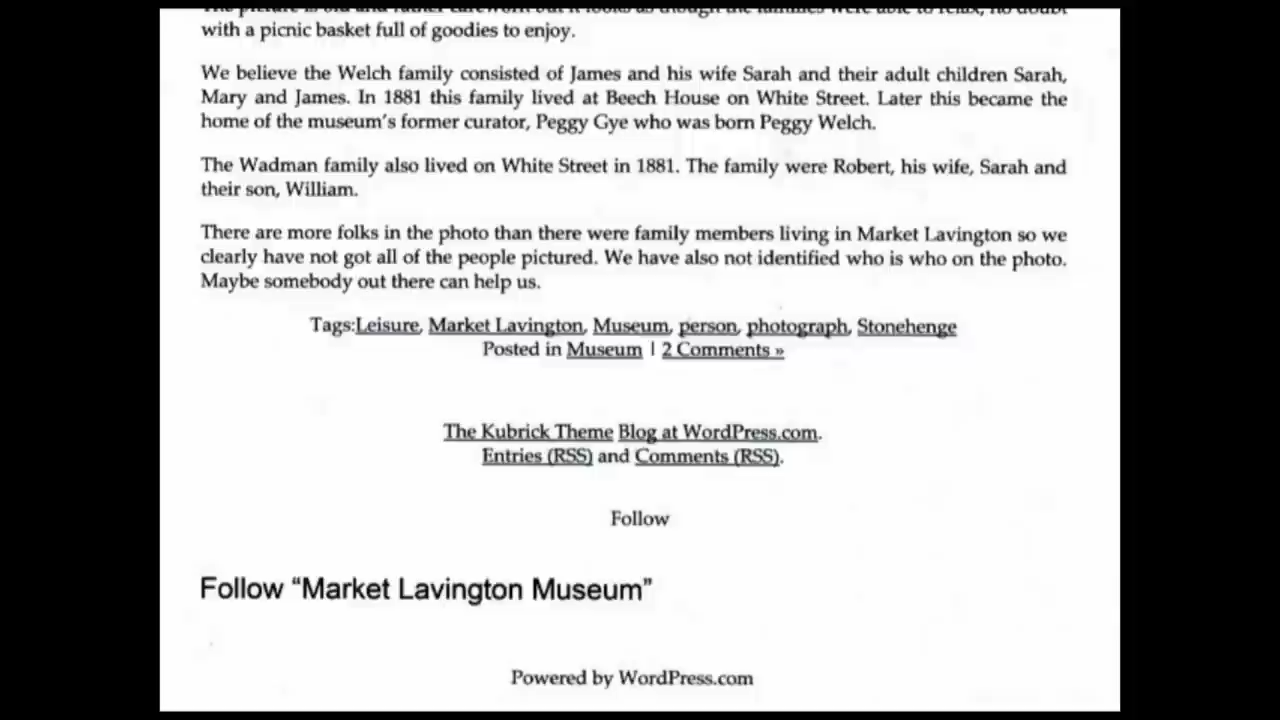 with a picnic basket full of goodies to enjoy.
We believe the Welch family consisted of James and his wife Sarah and their adult children Sarah,
Mary and James. In 1881 this family lived at Beech House on White Street. Later this became the
home of the museum's former curator, Peggy Gye who was born Peggy Welch.
The Wadman family also lived on White Street in 1881. The family were Robert, his wife, Sarah and
their son, William.
There are more folks in the photo than there were family members living in Market Lavington so we
clearly have not got all of the people pictured. We have also not identified who is who on the photo.
Maybe somebody out there can help us.
Tags:Leisure, Market Lavington, Museum, person, photograph, Stonehenge
Posted in Museum | 2 Comments »
The Kubrick Theme Blog at WordPress.com.
Entries (RSS) and Comments (RSS).
Follow
Follow “Market Lavington Museum”
Powered by WordPress.com